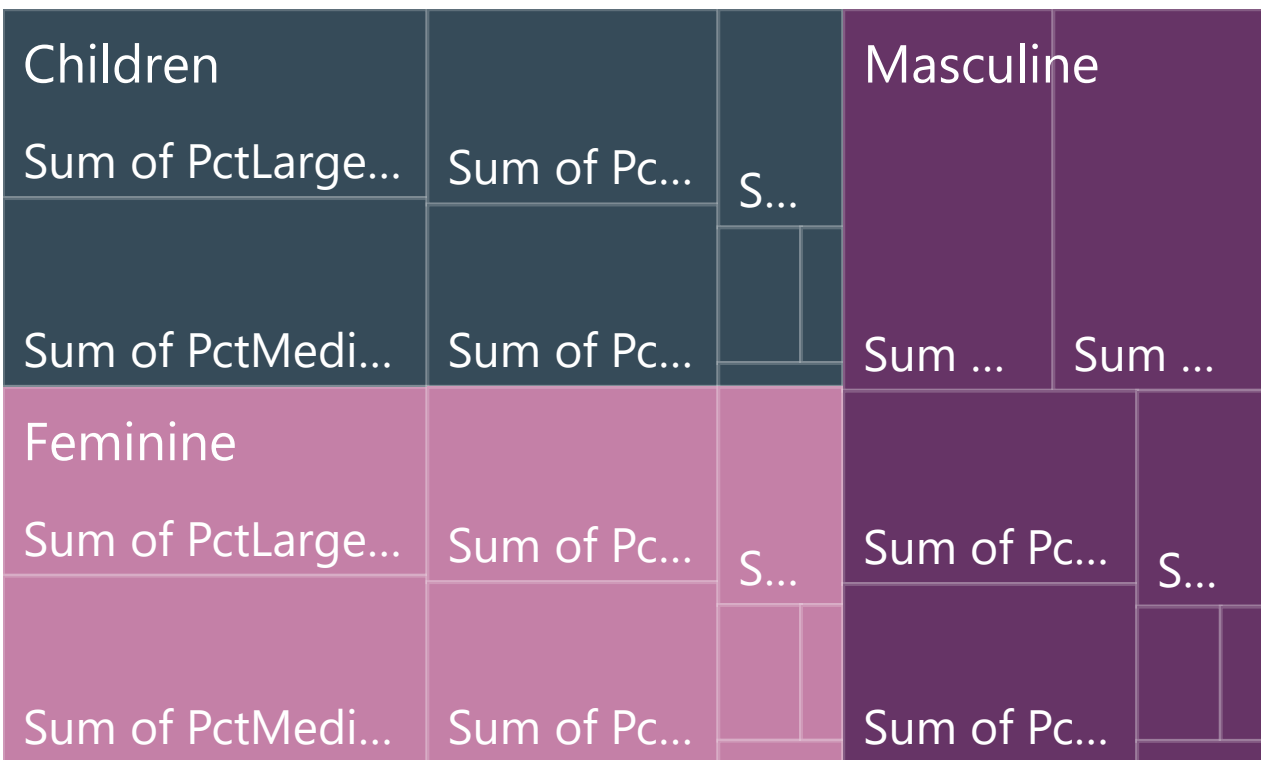 Children
Sum of PctLarge...
Sum of Pc...
S...
Sum of PctMedi...
Sum of Pc...
Feminine
Sum of PctLarge...
Sum of Pc...
S...
Sum of PctMedi...
Sum of Pc...
Masculine
Sum ...
Sum ...
Sum of Pc...
S...
Sum of Pc...